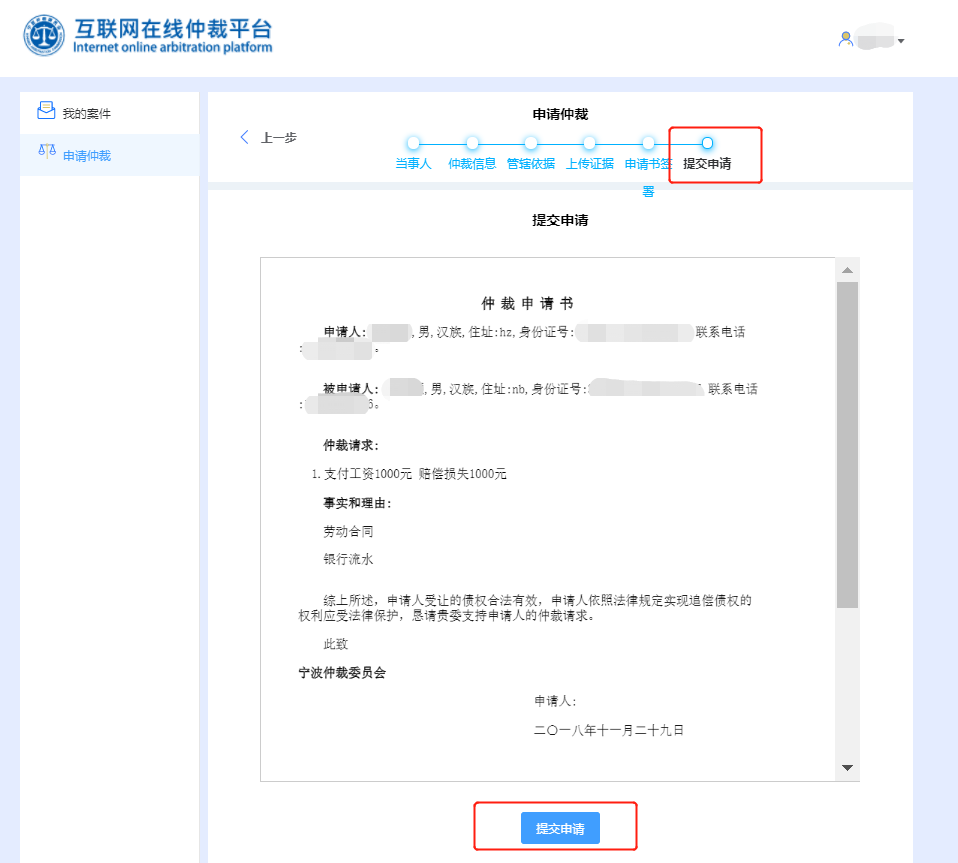 互联网在线仲裁平台
Internet online arbitration platform
我的案件
申请仲裁
申请仲裁
上一步
当事人
仲裁信息
管辖依据
上传证据
申请书签
署
提交申请
提交申请
仲裁申请书
申请人: ,男,汉族,住址:hz,身份证号: 联系电话
: 。
被申请人: ,男,汉族,住址:nb,身份证号: 联系电话
: 6。
仲裁请求:
1.支付工资1000元 赔偿损失1000元
事实和理由:
劳动合同
银行流水
综上所述，申请人受让的债权合法有效，申请人依照法律规定实现追偿债权的
权利应受法律保护，恳请贵委支持申请人的仲裁请求。
此致
宁波仲裁委员会
申请人:
二〇一八年十一月二十九日
提交申请